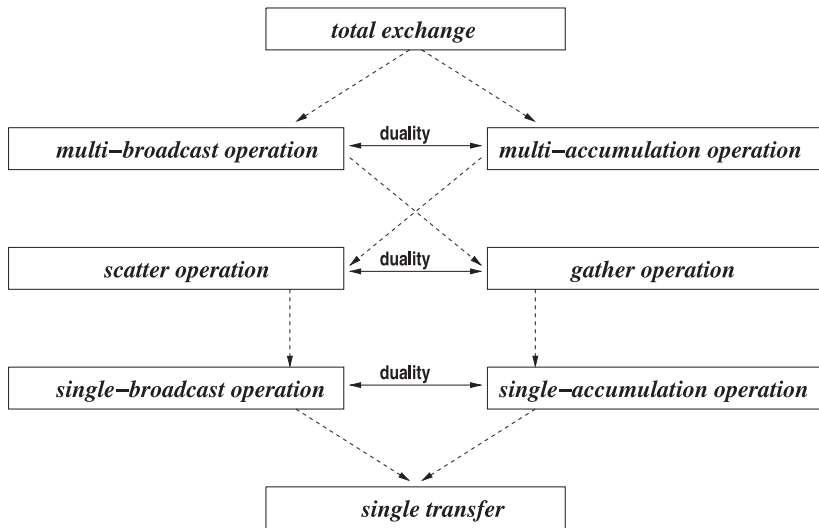 total exchange
duality
multi−broadcast operation
multi−accumulation operation
duality
scatter operation
gather operation
duality
single−broadcast operation
single−accumulation operation
single transfer